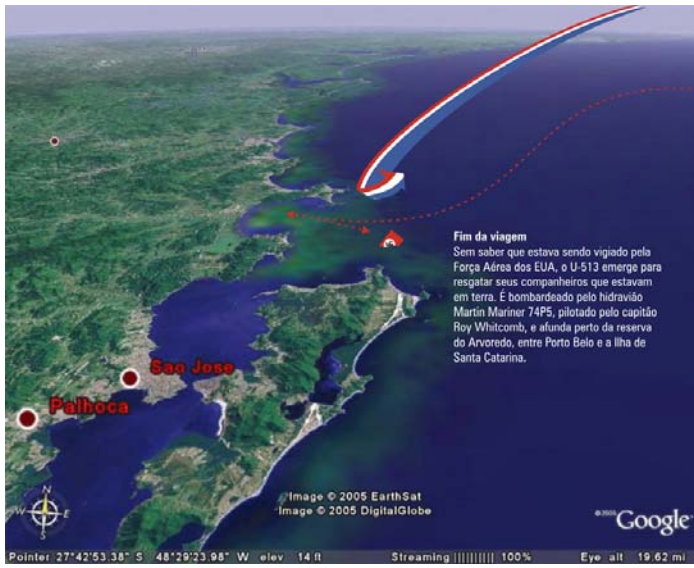 Fim da viagem
Sem saber que estava sendo vigiado pela
Força Aérea dos EUA, o U-513 emerge para
resgatar seus companheiros que estavam
em terra. É bombardeado pelo hidravião
Martin Mariner 74P5, pilotado pelo capitão
Roy Whitcomb, e afunda perto da reserva
do Arvoredo, entre Porto Belo e a Ilha de
Santa Catarina.
Sao Jose
Palhoca
N
W E
S
Image © 2005 EarthSat
Image © 2005 DigitalGlobe
©2005 Google
Pointer 27°42'53.38" S 48°29'23.98" W elev 14 ft Streaming |||||||||| 100% Eye alt 19.62 mi